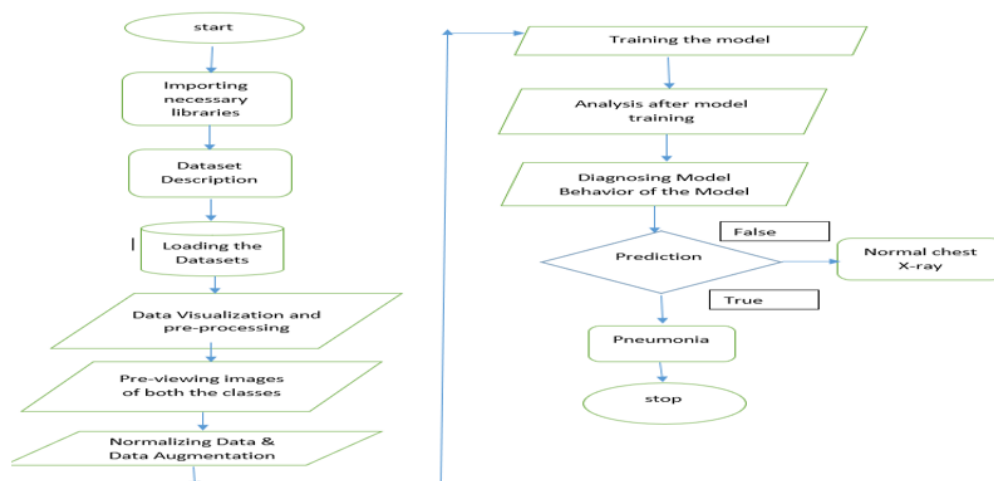 start
Importing
necessary
libraries
Dataset
Description
Loading the
Datasets
Data Visualization and
pre-processing
Pre-viewing images
of both the classes
Normalizing Data &
Data Augmentation
Training the model
Analysis after model
training
Diagnosing Model
Behavior of the Model
False
Prediction
Normal chest
X-ray
True
Pneumonia
stop